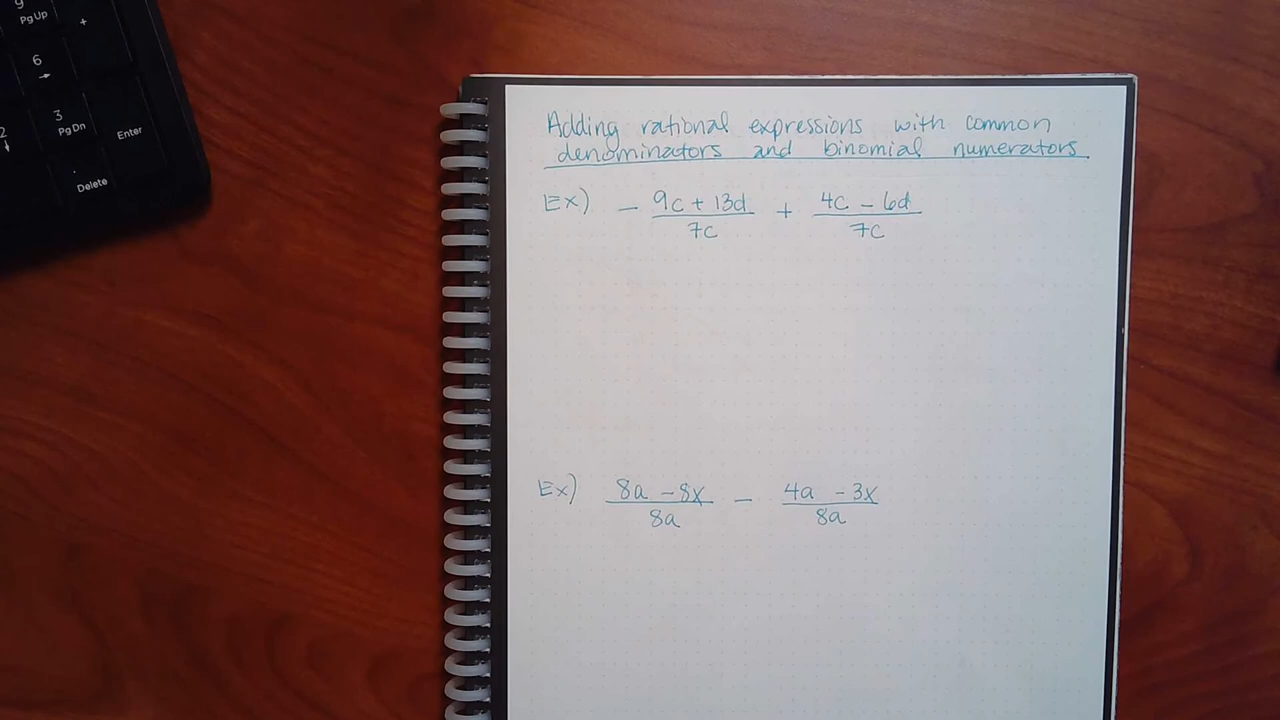 9
PgUp
+
6
→
3
PgDn
Enter
2
↓
.
Delete
Adding rational expressions with common
denominators and binomial numerators
Ex) - 9c + 13d + 4c - 6d
7c 7c
Ex) 8a - 8x - 4a - 3x
8a 8a